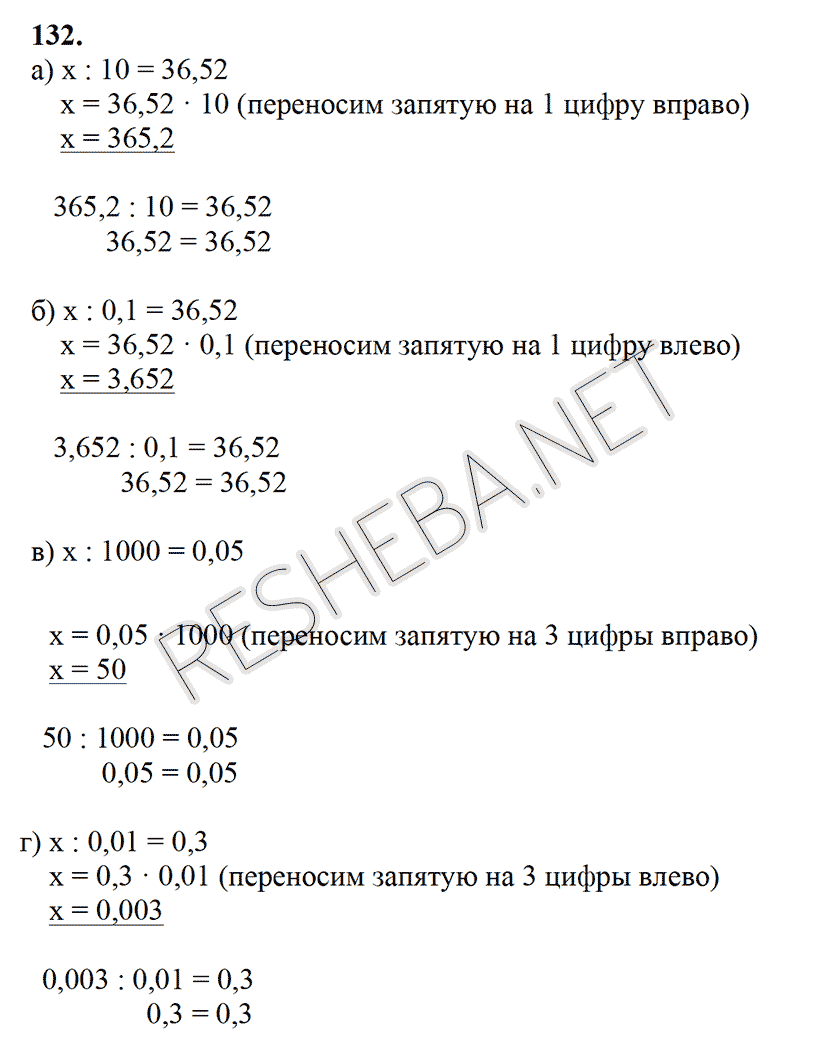 132.
а) x : 10 = 36,52
x = 36,52 · 10 (переносим запятую на 1 цифру вправо)
x = 365,2
365,2 : 10 = 36,52
36,52 = 36,52
б) x : 0,1 = 36,52
x = 36,52 · 0,1 (переносим запятую на 1 цифру влево)
x = 3,652
3,652 : 0,1 = 36,52
36,52 = 36,52
в) x : 1000 = 0,05
x = 0,05 · 1000 (переносим запятую на 3 цифры вправо)
x = 50
50 : 1000 = 0,05
0,05 = 0,05
г) x : 0,01 = 0,3
x = 0,3 · 0,01 (переносим запятую на 3 цифры влево)
x = 0,003
0,003 : 0,01 = 0,3
0,3 = 0,3
RESHEBA.NET